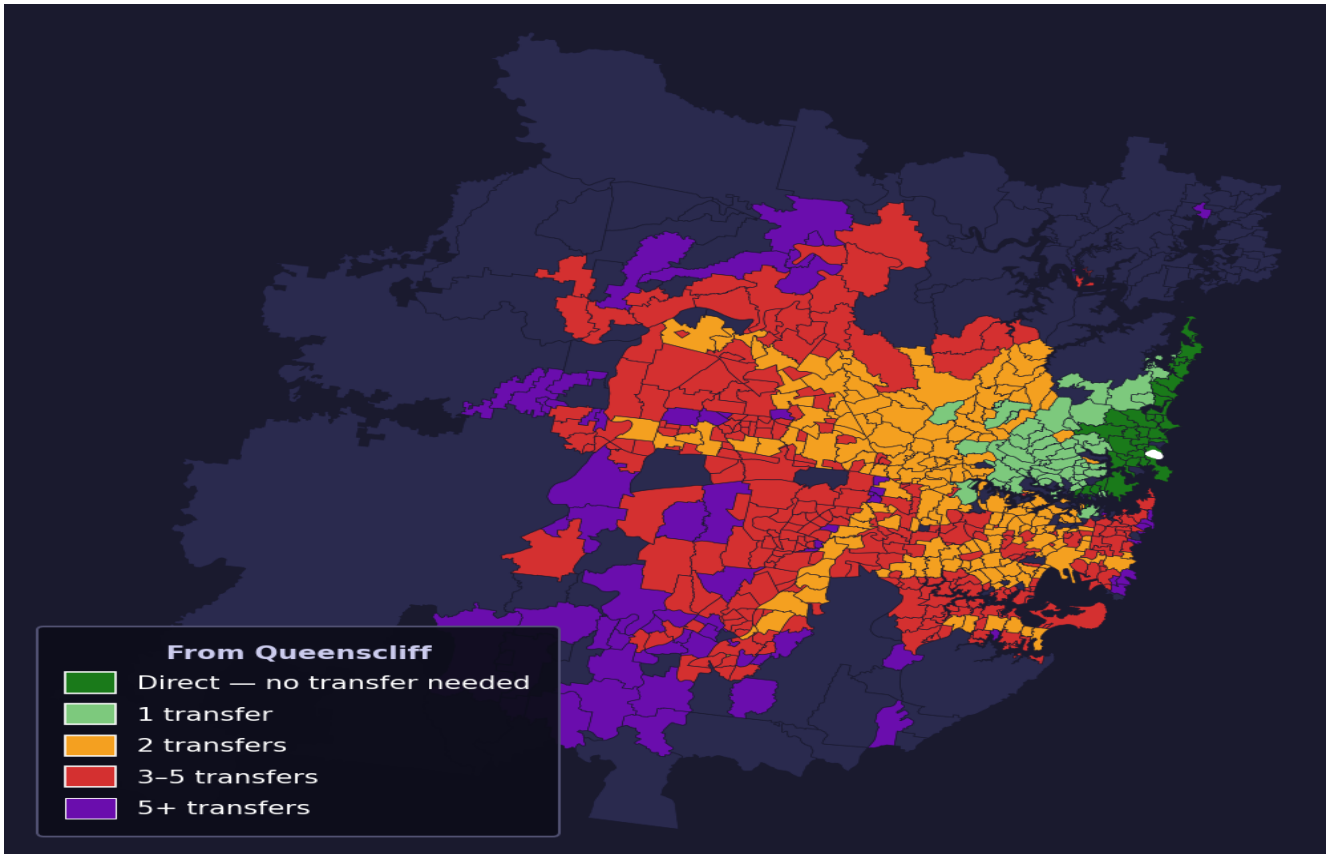 From Queenscliff
Direct — no transfer needed
1 transfer
2 transfers
3–5 transfers
5+ transfers